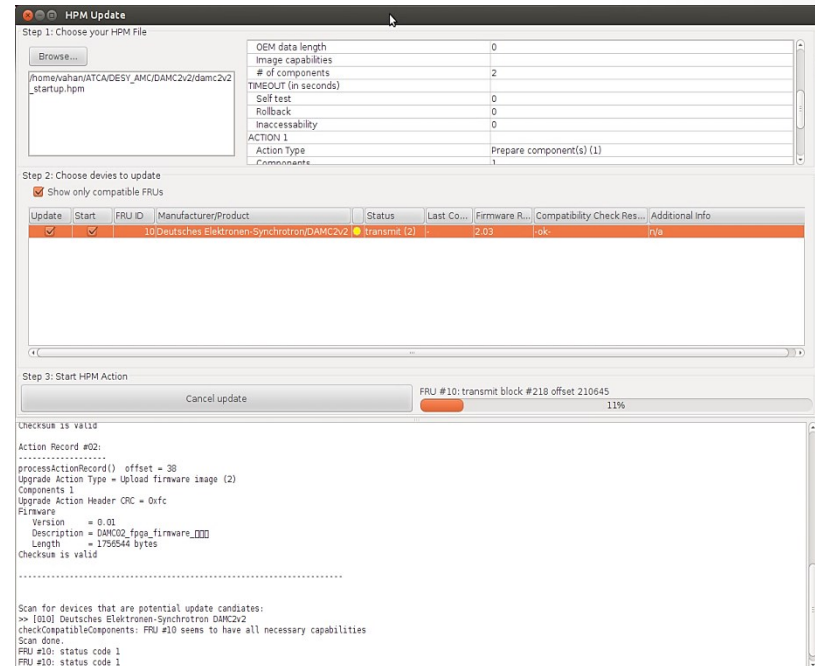 HPM Update
Step 1: Choose your HPM File
Browse...
/home/vahan/ATCA/DESY_AMC/DAMC2v2/damc2v2
_startup.hpm
OEM data length 0
Image capabilities
# of components 2
TIMEOUT (in seconds)
Self test 0
Rollback 0
Inaccessability 0
ACTION 1
Action Type Prepare component(s) (1)
Components 1
Step 2: Choose devies to update
Show only compatible FRUs
Update Start FRU ID Manufacturer/Product Status Last Co... Firmware R... Compatibility Check Res... Additional Info
10 Deutsches Elektronen-Synchrotron/DAMC2v2 transmit (2) - 2.03 -ok- n/a
Step 3: Start HPM Action
Cancel update
FRU #10: transmit block #218 offset 210645
11%
Checksum is valid
Action Record #02:
-------------------
processActionRecord() offset = 38
Upgrade Action Type = Upload firmware image (2)
Components 1
Upgrade Action Header CRC = 0xfc
Firmware
Version = 0.01
Description = DAMC02_fpga_firmware_▯▯▯
Length = 1756544 bytes
Checksum is valid
----------------------------------------------------------------------
Scan for devices that are potential update candiates:
>> [010] Deutsches Elektronen-Synchrotron DAMC2v2
checkCompatibleComponents: FRU #10 seems to have all necessary capabilities
Scan done.
FRU #10: status code 1
FRU #10: status code 1